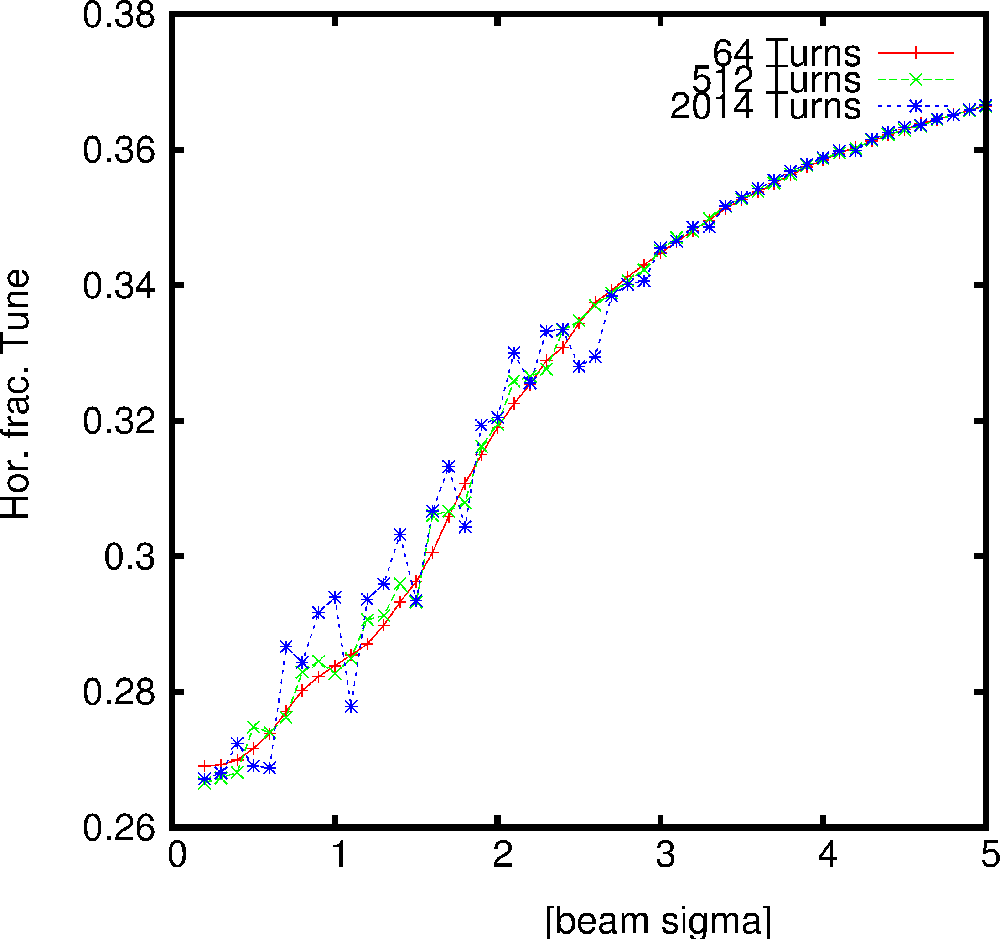 0.38
64 Turns
512 Turns
2014 Turns
0.36
0.34
0.32
0.3
0.28
0.26
Hor. frac. Tune
0 1 2 3 4 5
[beam sigma]